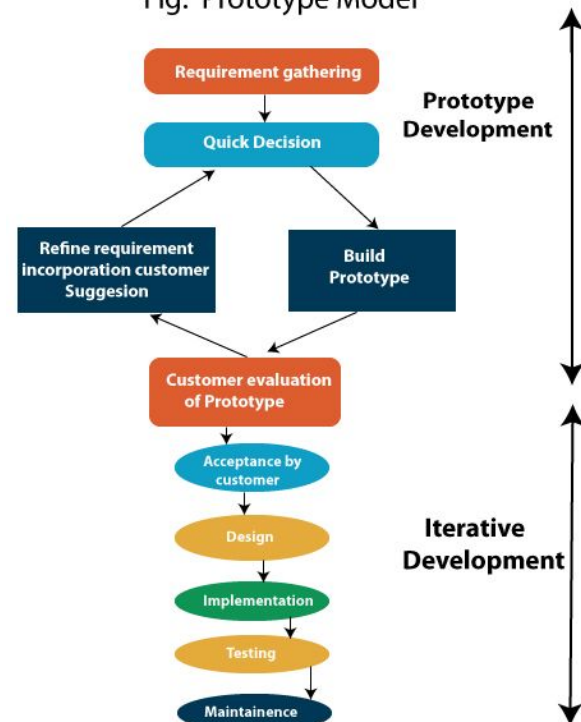 Fig: Prototype Model
Requirement gathering
Prototype
Development
Quick Decision
Refine requirement
incorporation customer
Suggesion
Build
Prototype
Customer evaluation
of Prototype
Acceptance by
customer
Design
Iterative
Development
Implementation
Testing
Maintainence